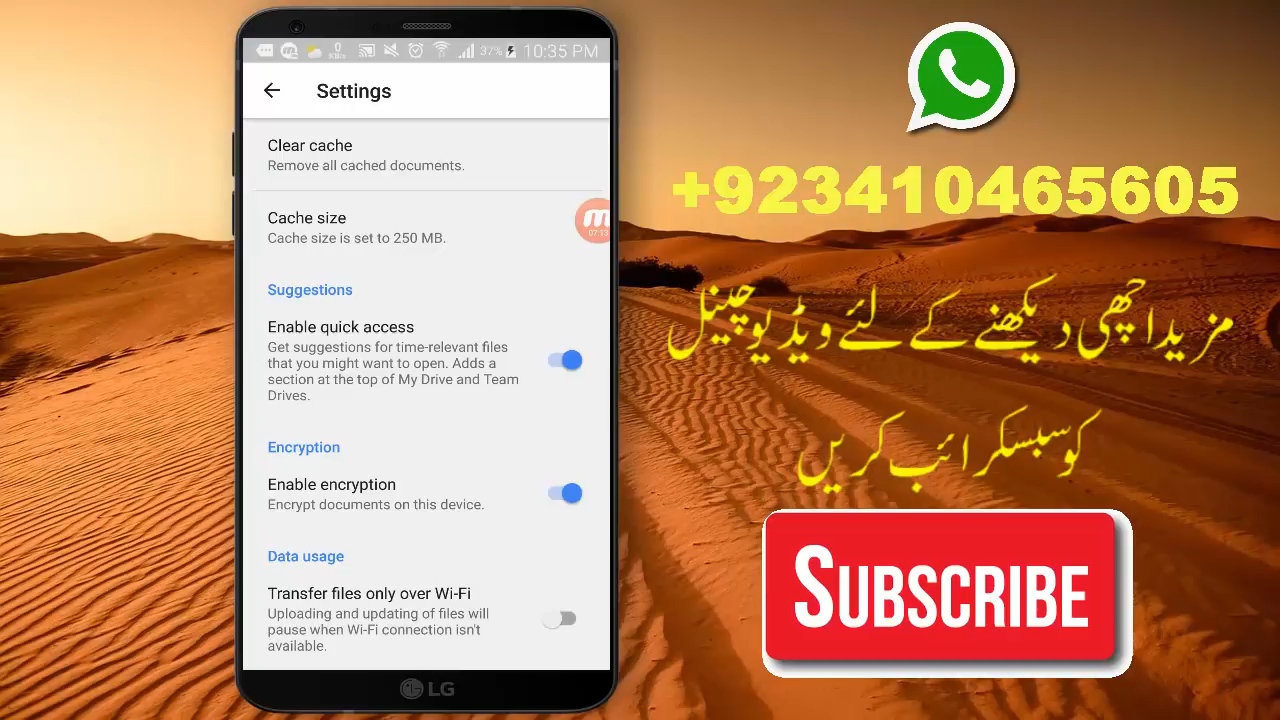 37% 10:35 PM
Settings
Clear cache
Remove all cached documents.
Cache size
Cache size is set to 250 MB.
07:13
Suggestions
Enable quick access
Get suggestions for time-relevant files
that you might want to open. Adds a
section at the top of My Drive and Team
Drives.
Encryption
Enable encryption
Encrypt documents on this device.
Data usage
Transfer files only over Wi-Fi
Uploading and updating of files will
pause when Wi-Fi connection isn't
available.
LG
+923410465605
مزید اچھی دیکھنے کے لئے ویڈیو چینل
کو سبسکرائب کریں
SUBSCRIBE